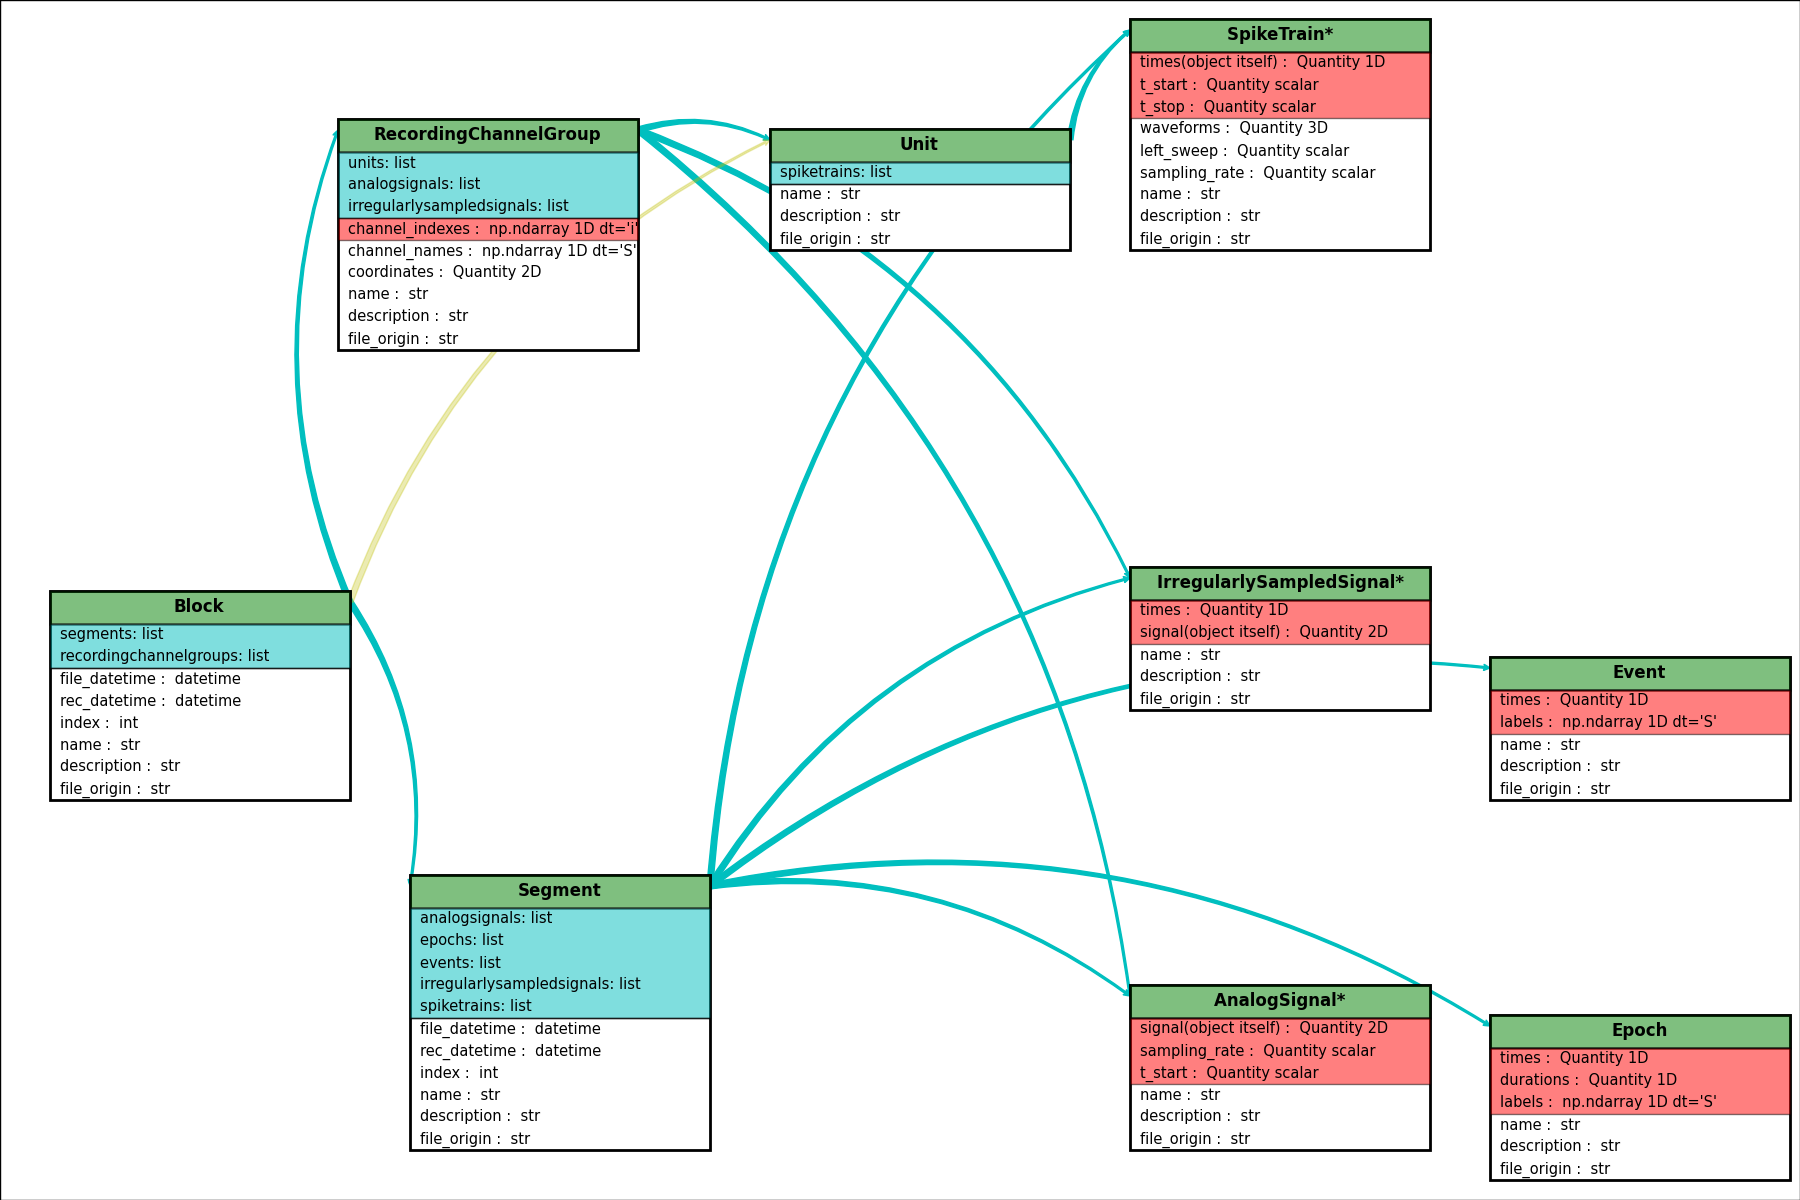 SpikeTrain*
times(object itself) :  Quantity 1D
t_start :  Quantity scalar
t_stop :  Quantity scalar
waveforms :  Quantity 3D
left_sweep :  Quantity scalar
sampling_rate :  Quantity scalar
name :  str
description :  str
file_origin :  str
RecordingChannelGroup
units: list
analogsignals: list
irregularlysampledsignals: list
channel_indexes :  np.ndarray 1D dt='i'
channel_names :  np.ndarray 1D dt='S'
coordinates :  Quantity 2D
name :  str
description :  str
file_origin :  str
Unit
spiketrains: list
name :  str
description :  str
file_origin :  str
Block
segments: list
recordingchannelgroups: list
file_datetime :  datetime
rec_datetime :  datetime
index :  int
name :  str
description :  str
file_origin :  str
IrregularlySampledSignal*
times :  Quantity 1D
signal(object itself) :  Quantity 2D
name :  str
description :  str
file_origin :  str
Event
times :  Quantity 1D
labels :  np.ndarray 1D dt='S'
name :  str
description :  str
file_origin :  str
Segment
analogsignals: list
epochs: list
events: list
irregularlysampledsignals: list
spiketrains: list
file_datetime :  datetime
rec_datetime :  datetime
index :  int
name :  str
description :  str
file_origin :  str
AnalogSignal*
signal(object itself) :  Quantity 2D
sampling_rate :  Quantity scalar
t_start :  Quantity scalar
name :  str
description :  str
file_origin :  str
Epoch
times :  Quantity 1D
durations :  Quantity 1D
labels :  np.ndarray 1D dt='S'
name :  str
description :  str
file_origin :  str